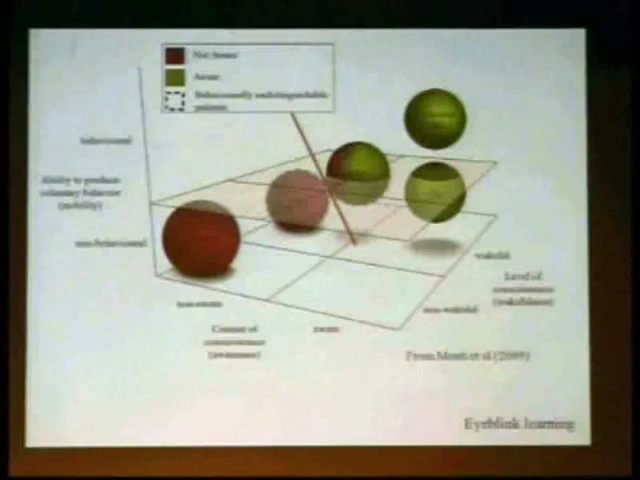 Not Aware
Aware
Behaviourally undistinguishable
patients
behavioural
Ability to produce
voluntary behavior
(mobility)
non-behavioural
wakeful
Level of
consciousness
(wakefulness)
non-aware
non-wakeful
aware
Content of
consciousness
(awareness)
From Monti et al (2009)
Eyeblink learning